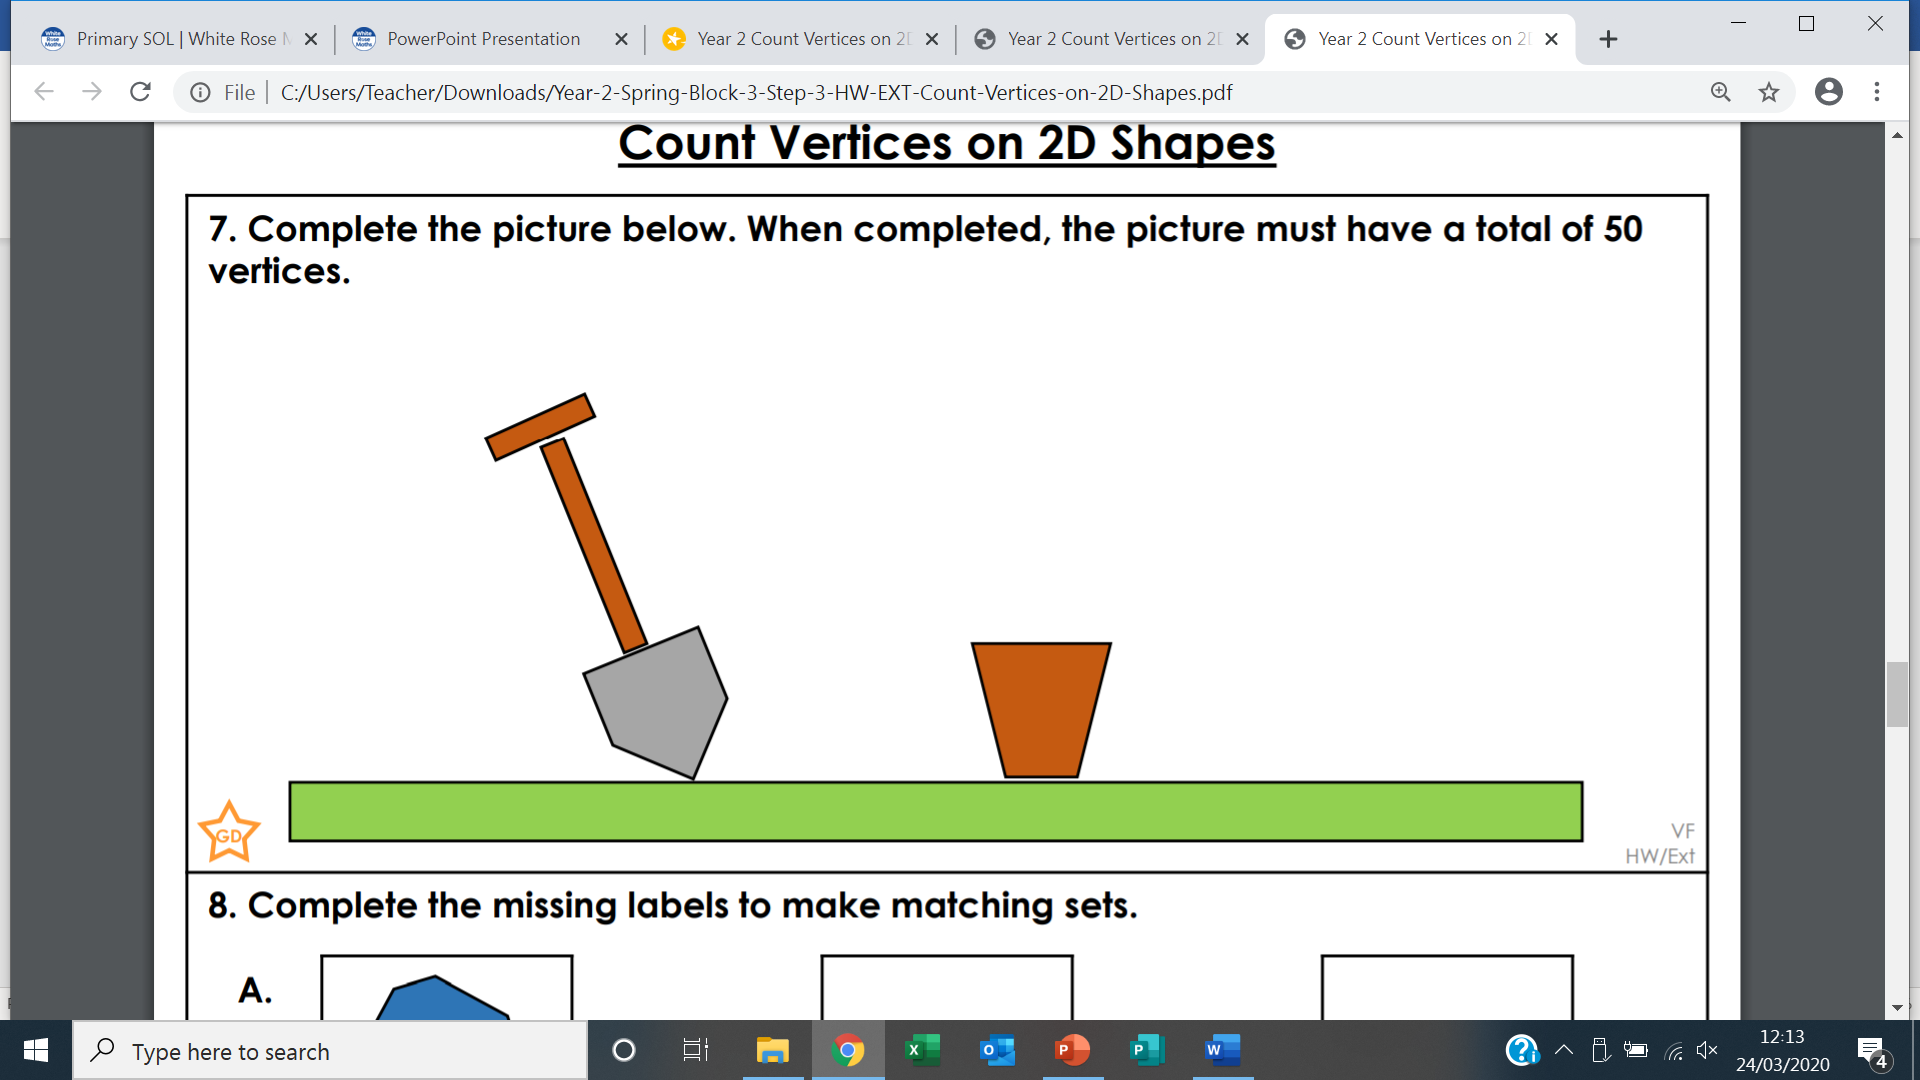 Primary SOL | White Rose M
PowerPoint Presentation
Year 2 Count Vertices on 2D
Year 2 Count Vertices on 2D
Year 2 Count Vertices on 2D
File
C:/Users/Teacher/Downloads/Year-2-Spring-Block-3-Step-3-HW-EXT-Count-Vertices-on-2D-Shapes.pdf
Count Vertices on 2D Shapes
7. Complete the picture below. When completed, the picture must have a total of 50
vertices.
GD
VF
HW/Ext
8. Complete the missing labels to make matching sets.
A.
Type here to search
12:13
24/03/2020
4